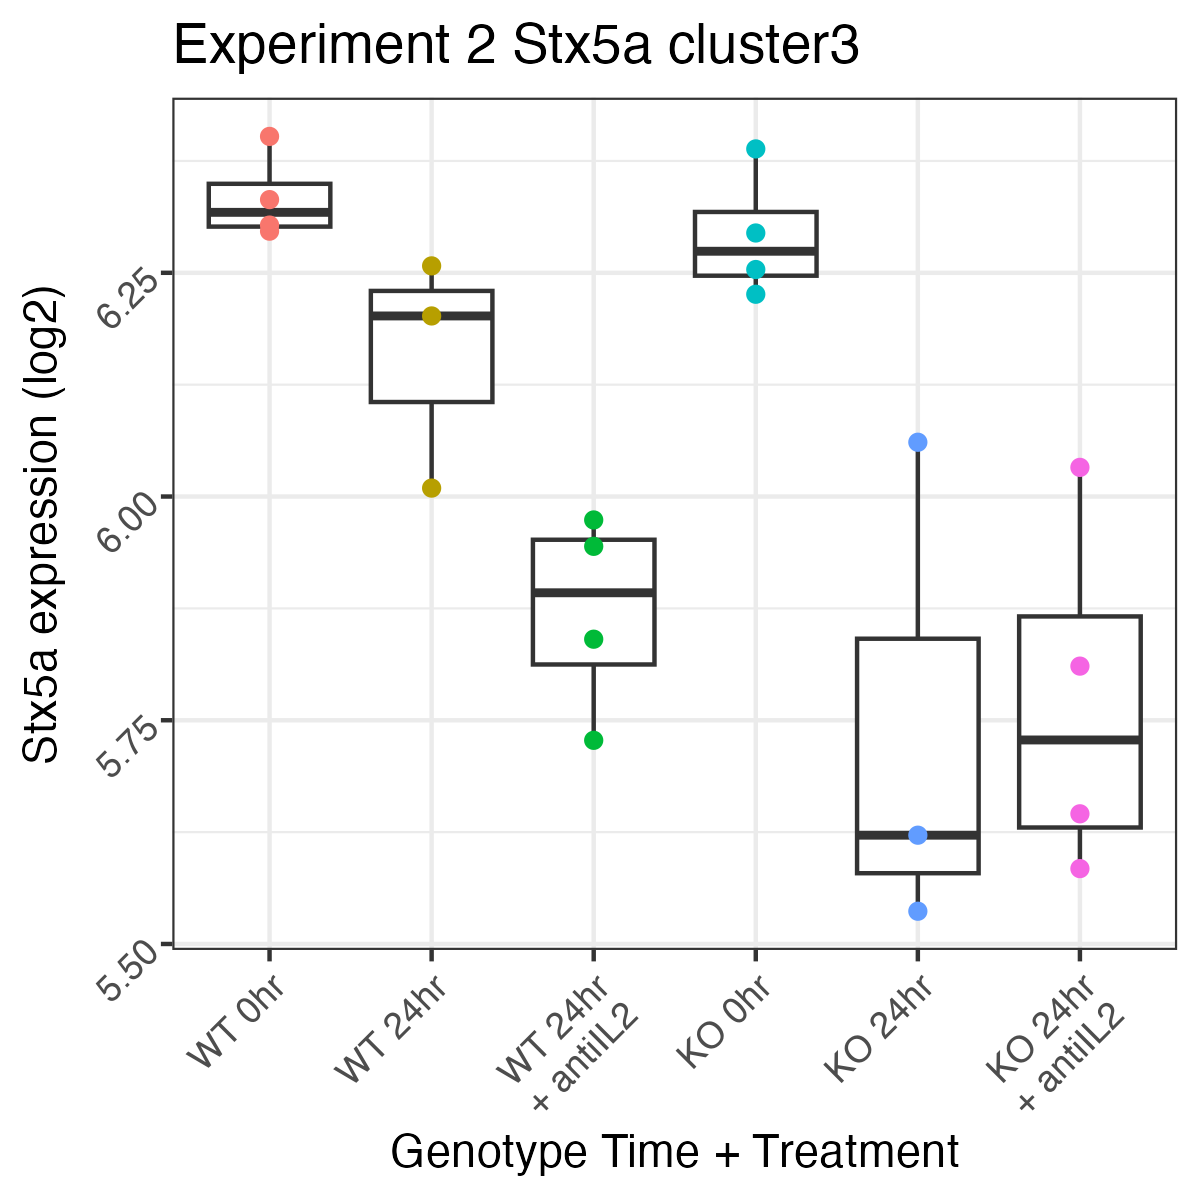 Experiment 2 Stx5a cluster3
Stx5a expression (log2)
6.25
6.00
5.75
5.50
WT 0hr
WT 24hr
WT 24hr
+ antiIL2
KO 0hr
KO 24hr
KO 24hr
+ antiIL2
Genotype Time + Treatment